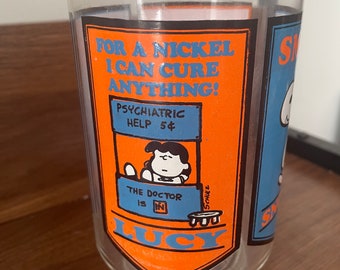 FOR A NICKEL
I CAN CURE
ANYTHING!
PSYCHIATRIC
HELP 5¢
THE DOCTOR
IS IN
SCHULZ
LUCY